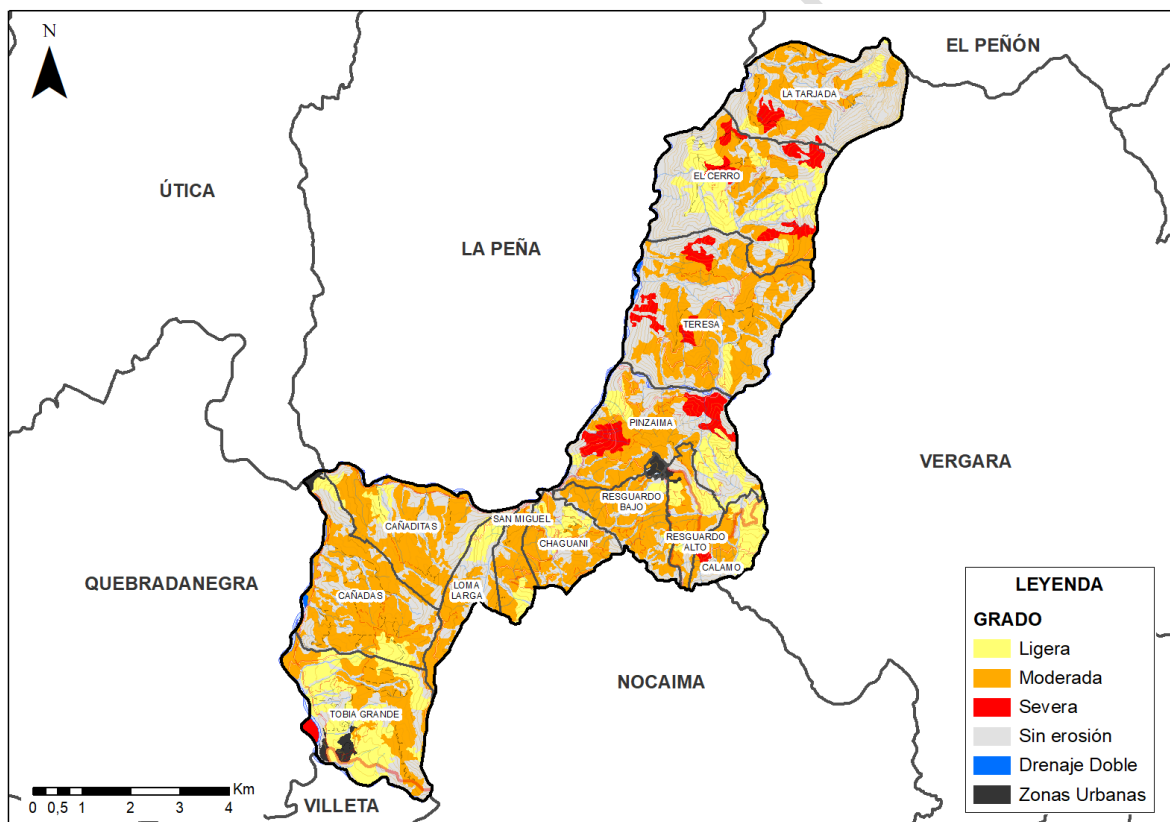 N
EL PEÑÓN
LA TARJADA
EL CERRO
ÚTICA
LA PEÑA
TERESA
PINZAIMA
VERGARA
RESGUARDO
BAJO
SAN MIGUEL
CAÑADITAS
CHAGUANI
RESGUARDO
ALTO
CALAMO
QUEBRADANEGRA
LOMA
LARGA
CAÑADAS
NOCAIMA
TOBIA GRANDE
VILLETA
LEYENDA
GRADO
Ligera
Moderada
Severa
Sin erosión
Drenaje Doble
Zonas Urbanas
Km
0 0,5 1 2 3 4